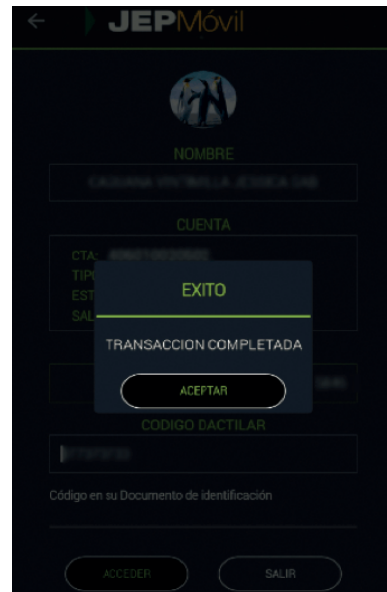 JEPMóvil
NOMBRE
CUENTA
CTA:
TIP
EST
SAL
EXITO
TRANSACCION COMPLETADA
ACEPTAR
CODIGO DACTILAR
Código en su Documento de identificación
ACCEDER
SALIR